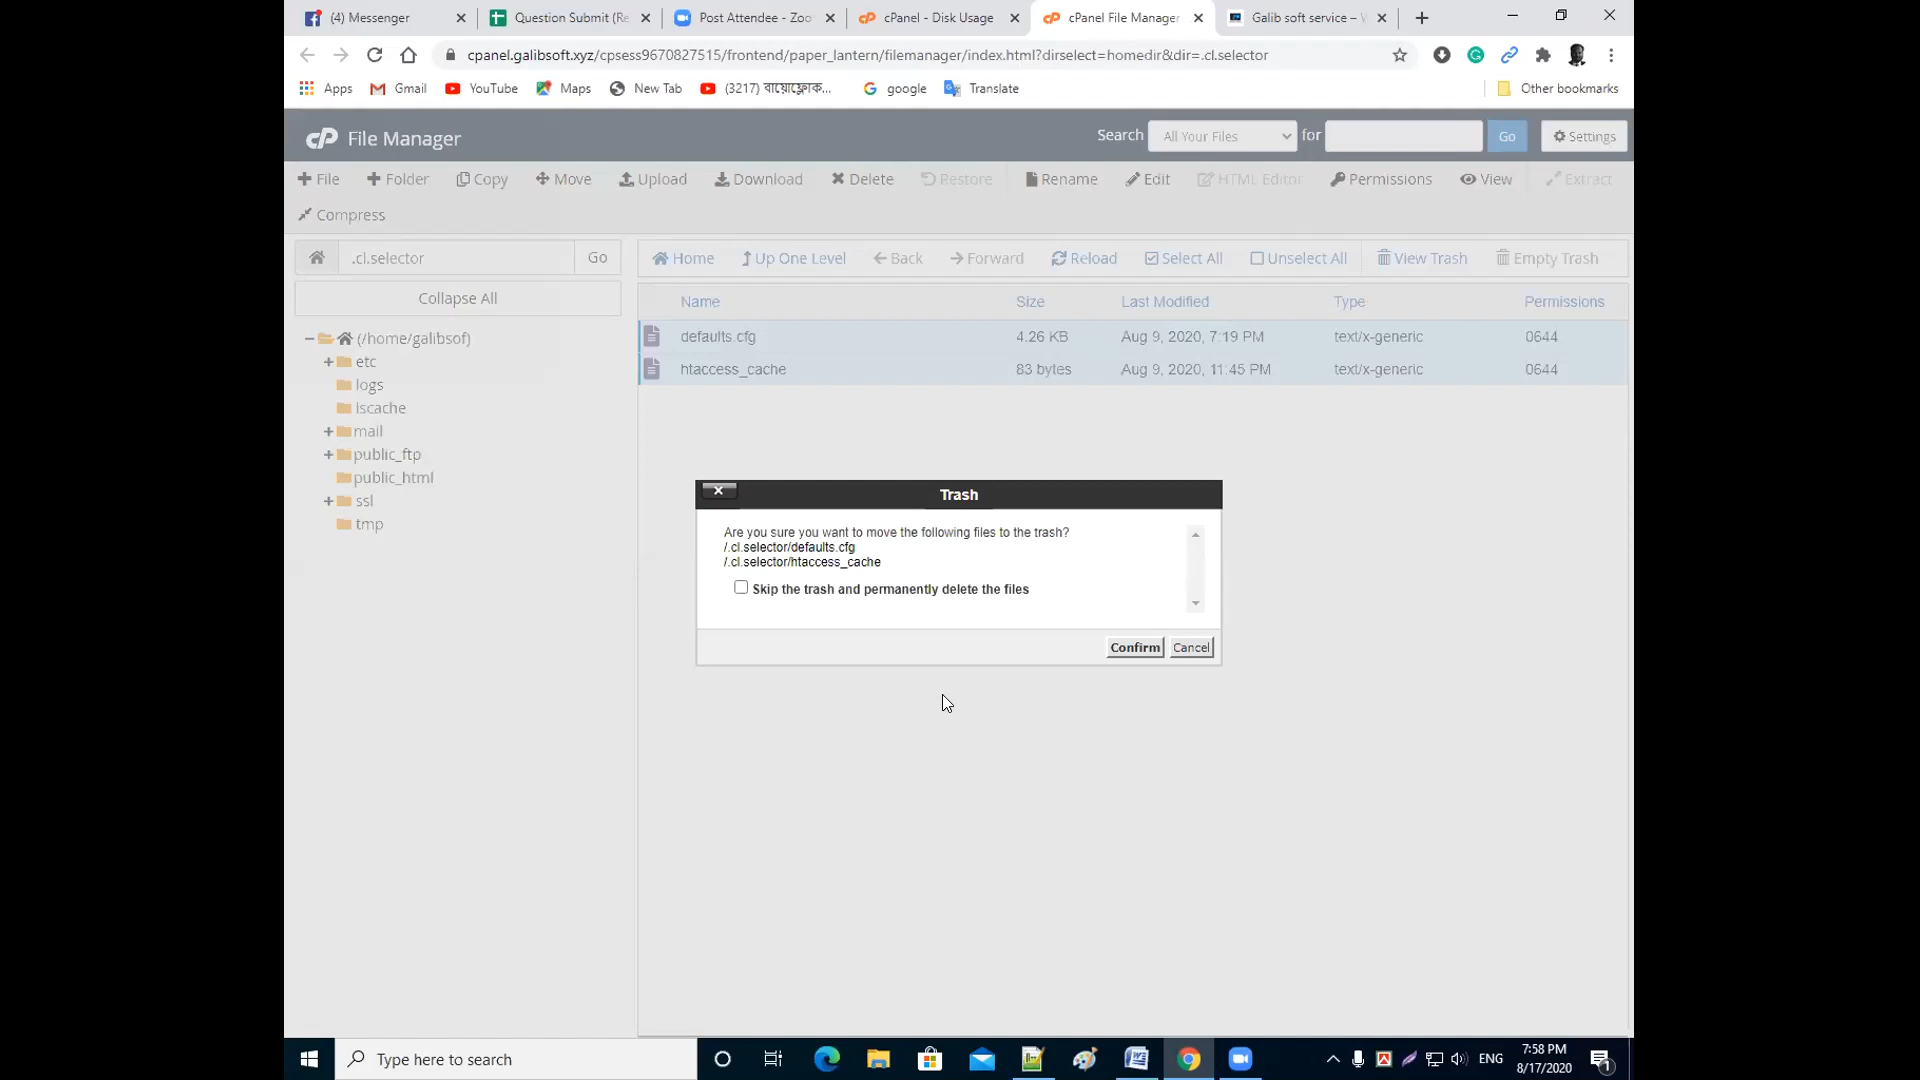 (4) Messenger
Question Submit (Re
Post Attendee - Zoo
cPanel - Disk Usage
cPanel File Manager
Galib soft service – W
cpanel.galibsoft.xyz/cpsess9670827515/frontend/paper_lantern/filemanager/index.html?dirselect=homedir&dir=.cl.selector
Apps Gmail YouTube Maps New Tab (3217) বায়োফ্লোক... google Translate Other bookmarks
cP File Manager Search All Your Files for Go Settings
File Folder Copy Move Upload Download Delete Restore Rename Edit HTML Editor Permissions View Extract
Compress
.cl.selector Go Home Up One Level Back Forward Reload Select All Unselect All View Trash Empty Trash
Collapse All
Name Size Last Modified Type Permissions
defaults.cfg 4.26 KB Aug 9, 2020, 7:19 PM text/x-generic 0644
htaccess_cache 83 bytes Aug 9, 2020, 11:45 PM text/x-generic 0644
(/home/galibsof)
etc
logs
lscache
mail
public_ftp
public_html
ssl
tmp
Trash
Are you sure you want to move the following files to the trash?
/.cl.selector/defaults.cfg
/.cl.selector/htaccess_cache
Skip the trash and permanently delete the files
Confirm Cancel
Type here to search
ENG
7:58 PM
8/17/2020
1